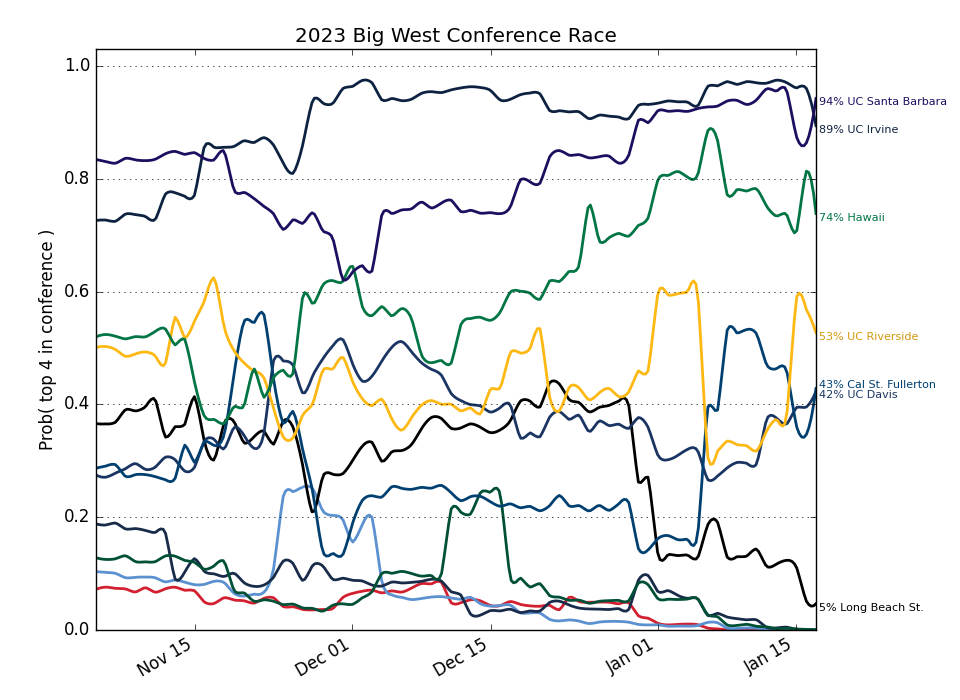 2023 Big West Conference Race
Prob( top 4 in conference )
1.0
0.8
0.6
0.4
0.2
0.0
Nov 15
Dec 01
Dec 15
Jan 01
Jan 15
94% UC Santa Barbara
89% UC Irvine
74% Hawaii
53% UC Riverside
43% Cal St. Fullerton
42% UC Davis
5% Long Beach St.